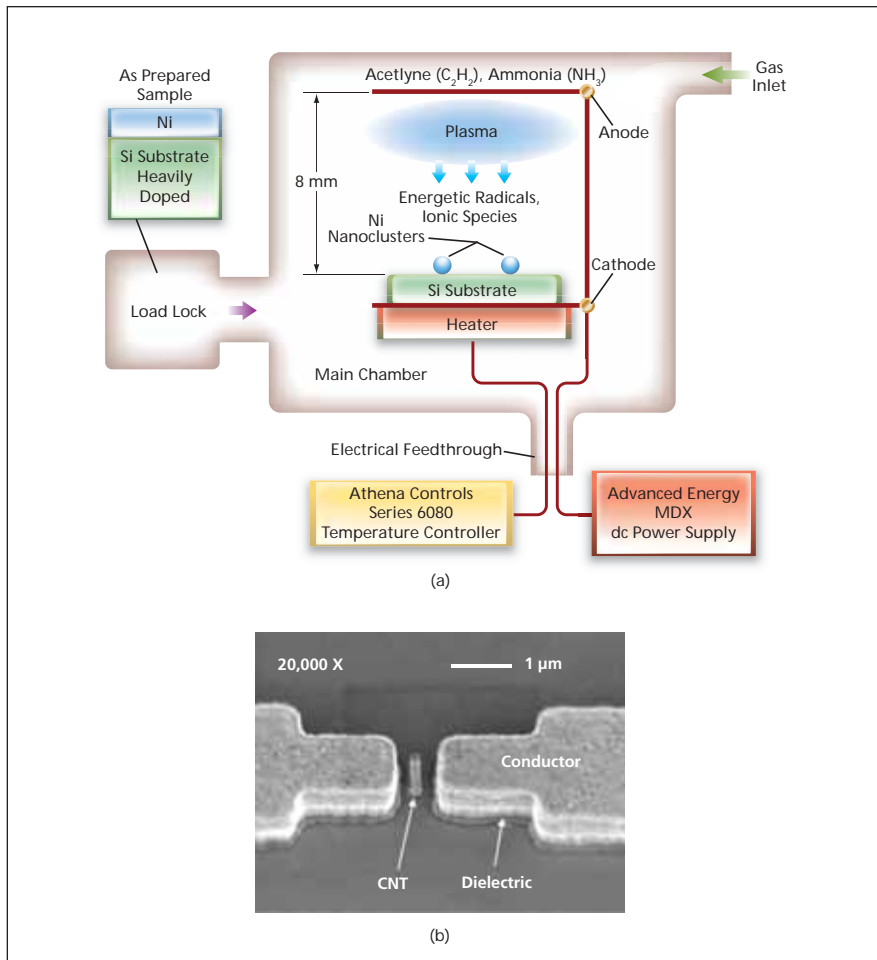 As Prepared
Sample
Ni
Si Substrate
Heavily
Doped
Load Lock
Acetlyne (C₂H₂), Ammonia (NH₃)
Gas
Inlet
Anode
Plasma
8 mm
Energetic Radicals,
Ionic Species
Ni
Nanoclusters
Cathode
Si Substrate
Heater
Main Chamber
Electrical Feedthrough
Athena Controls
Series 6080
Temperature Controller
Advanced Energy
MDX
dc Power Supply
(a)
20,000 X
1 µm
Conductor
CNT
Dielectric
(b)